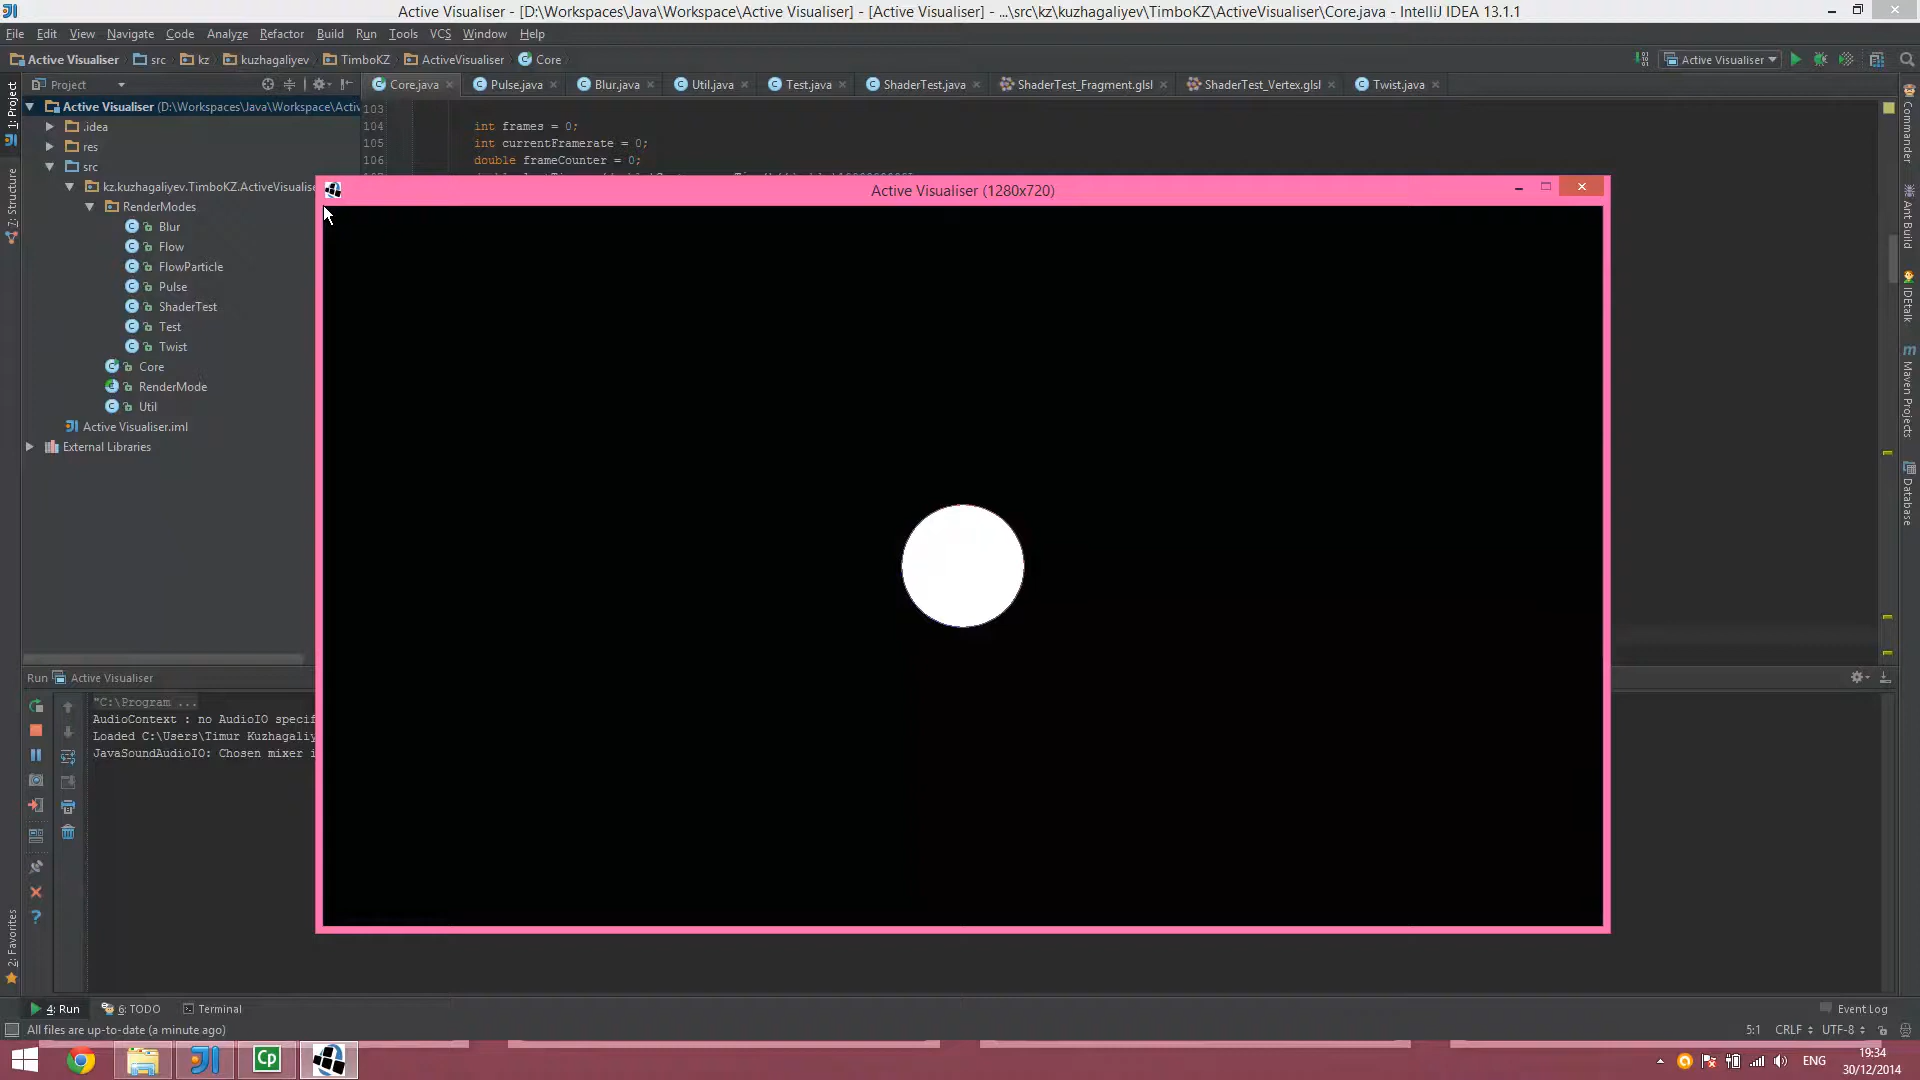 Active Visualiser - [D:\Workspaces\Java\Workspace\Active Visualiser] - [Active Visualiser] - ...\src\kz\kuzhagaliyev\TimboKZ\ActiveVisualiser\Core.java - IntelliJ IDEA 13.1.1
File Edit View Navigate Code Analyze Refactor Build Run Tools VCS Window Help
Active Visualiser src kz kuzhagaliyev TimboKZ ActiveVisualiser Core Active Visualiser
Project Core.java Pulse.java Blur.java Util.java Test.java ShaderTest.java ShaderTest_Fragment.glsl ShaderTest_Vertex.glsl Twist.java
1: Project
7: Structure
2: Favorites
Active Visualiser (D:\Workspaces\Java\Workspace\Activ
.idea
res
src
kz.kuzhagaliyev.TimboKZ.ActiveVisualise
RenderModes
Blur
Flow
FlowParticle
Pulse
ShaderTest
Test
Twist
Core
RenderMode
Util
Active Visualiser.iml
External Libraries
103
104 int frames = 0;
105 int currentFramerate = 0;
106 double frameCounter = 0;
Active Visualiser (1280x720)
Commander
Ant Build
IDEtalk
m Maven Projects
Database
Run Active Visualiser
"C:\Program ...
AudioContext : no AudioIO specif
Loaded C:\Users\Timur Kuzhagaliy
JavaSoundAudioIO: Chosen mixer i
4: Run 6: TODO Terminal Event Log
All files are up-to-date (a minute ago) 5:1 CRLF UTF-8
Cp ENG 19:34
30/12/2014